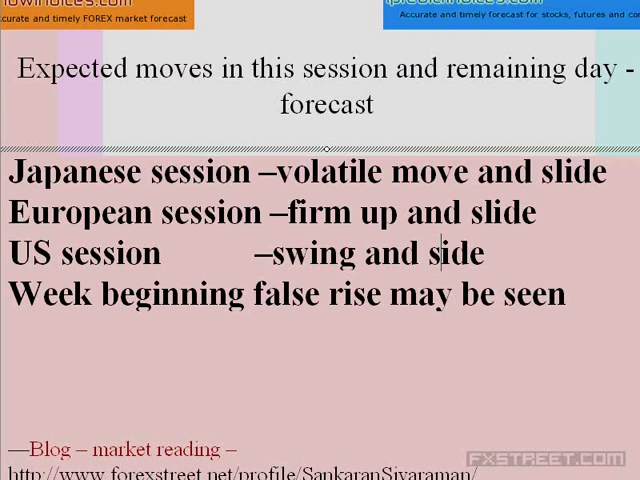 Accurate and timely forecast for stocks, futures and
accurate and timely FOREX market forecast
Expected moves in this session and remaining day -
forecast
Japanese session –volatile move and slide
European session –firm up and slide
US session –swing and side
Week beginning false rise may be seen
—Blog – market reading –
http://www.forexstreet.net/profile/SankaranSivaraman/
FXSTREET.COM